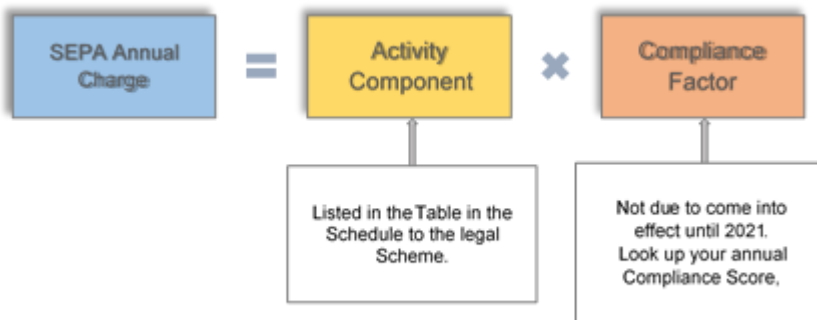 SEPA Annual
Charge
=
Activity
Component
×
Compliance
Factor
Listed in the Table in the
Schedule to the legal
Scheme.
Not due to come into
effect until 2021.
Look up your annual
Compliance Score,